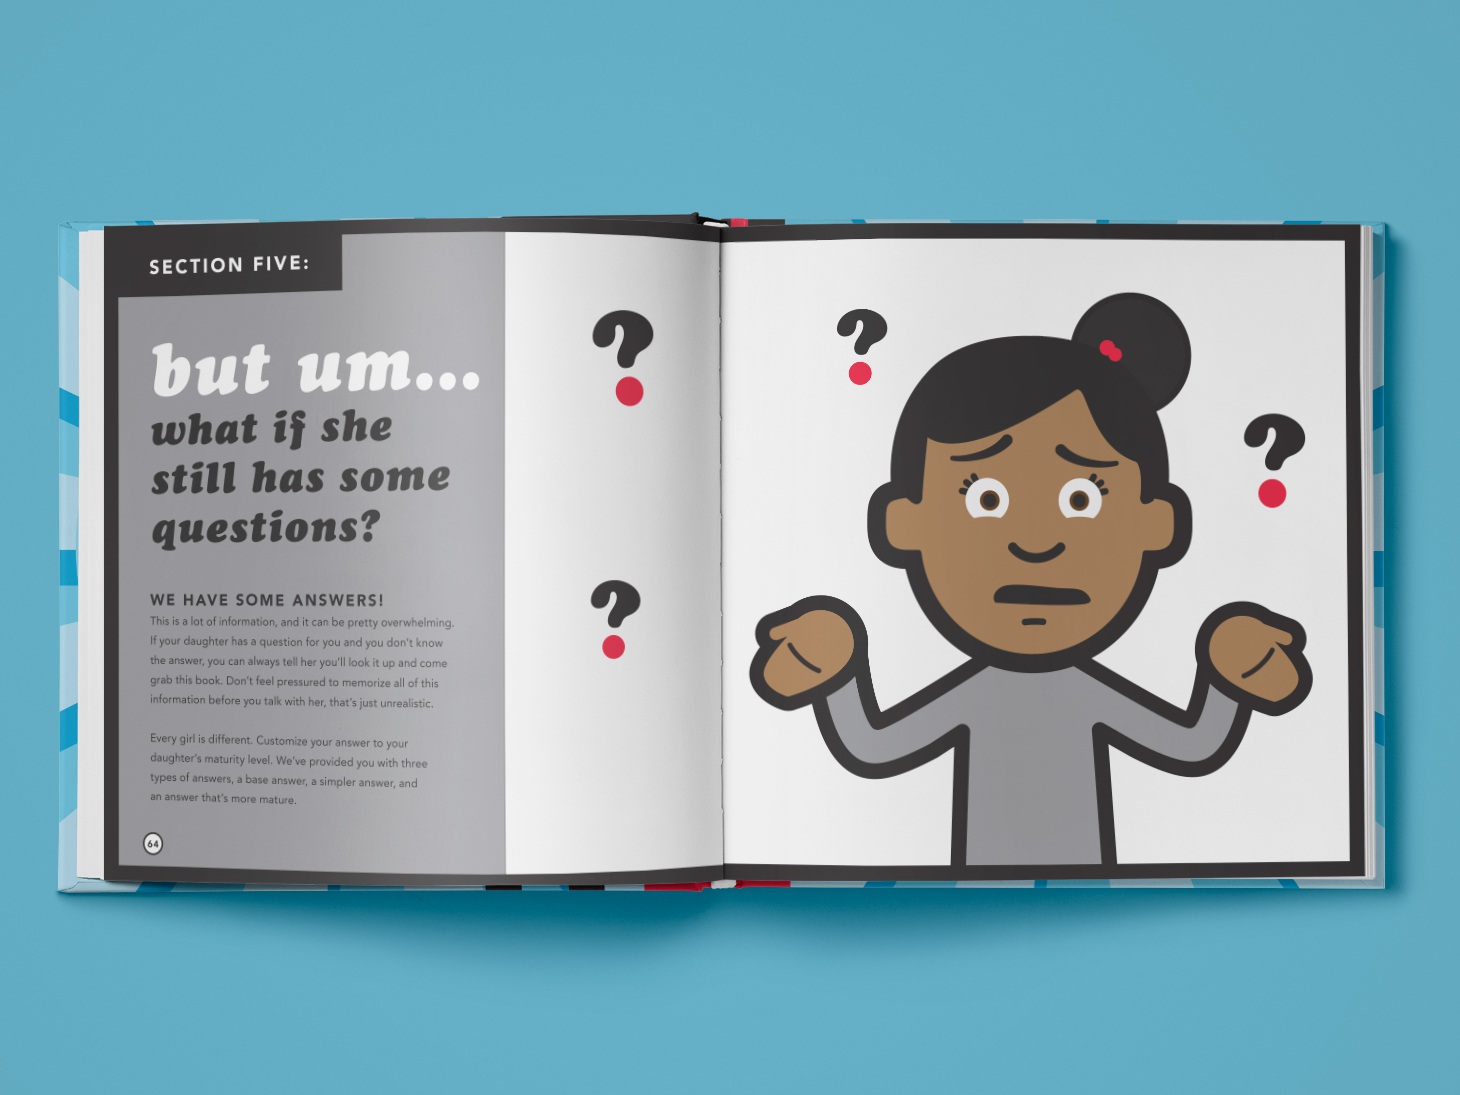 SECTION FIVE:
but um...
what if she
still has some
questions?
WE HAVE SOME ANSWERS!
This is a lot of information, and it can be pretty overwhelming.
If your daughter has a question for you and you don't know
the answer, you can always tell her you'll look it up and come
grab this book. Don't feel pressured to memorize all of this
information before you talk with her, that's just unrealistic.
Every girl is different. Customize your answer to your
daughter's maturity level. We've provided you with three
types of answers, a base answer, a simpler answer, and
an answer that's more mature.
64
?
?
?
?